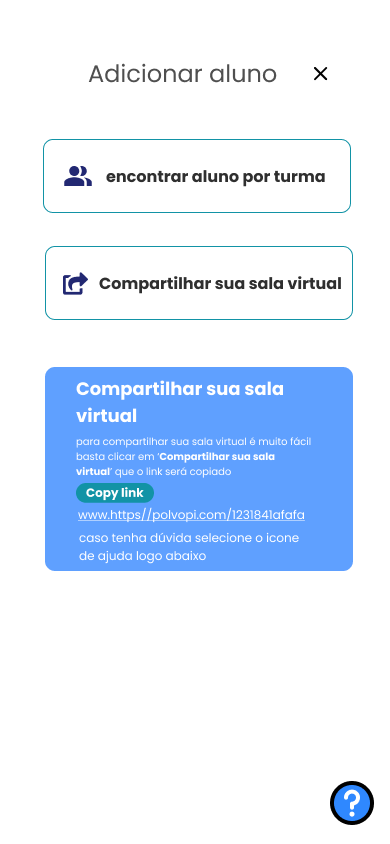 Adicionar aluno
encontrar aluno por turma
Compartilhar sua sala virtual
Compartilhar sua sala
virtual
para compartilhar sua sala virtual é muito fácil
basta clicar em 'Compartilhar sua sala
virtual' que o link será copiado
Copy link
www.https//polvopi.com/1231841afafa
caso tenha dúvida selecione o icone
de ajuda logo abaixo
?